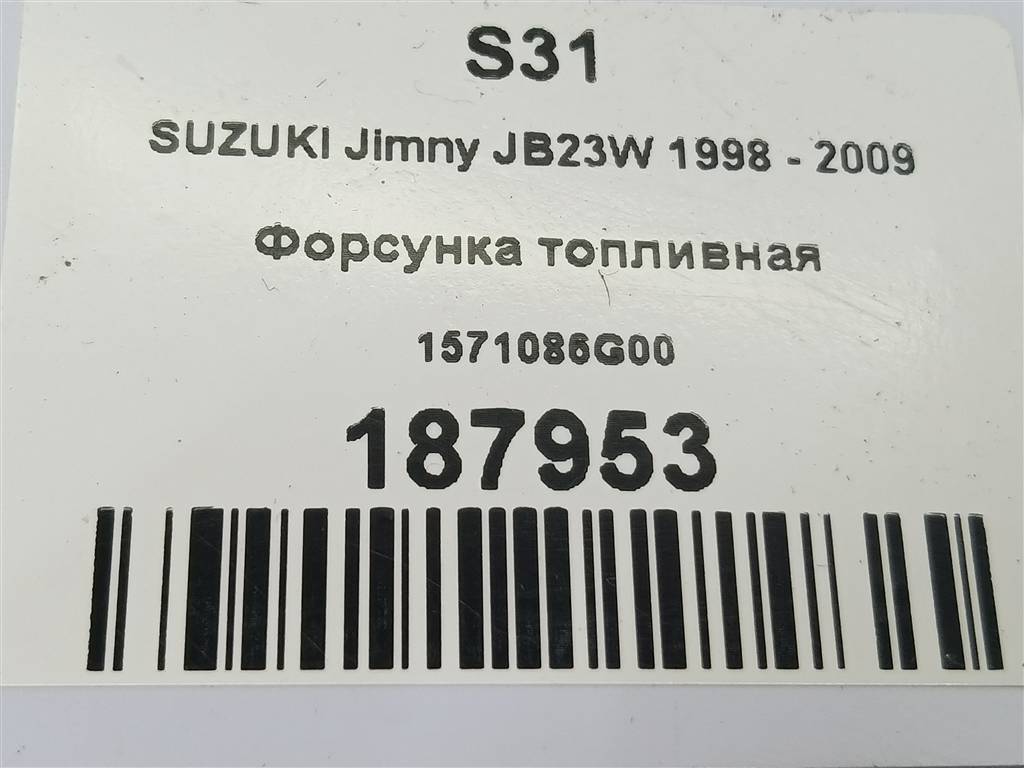 S31
SUZUKI Jimny JB23W 1998 - 2009
Форсунка топливная
1571086G00
187953